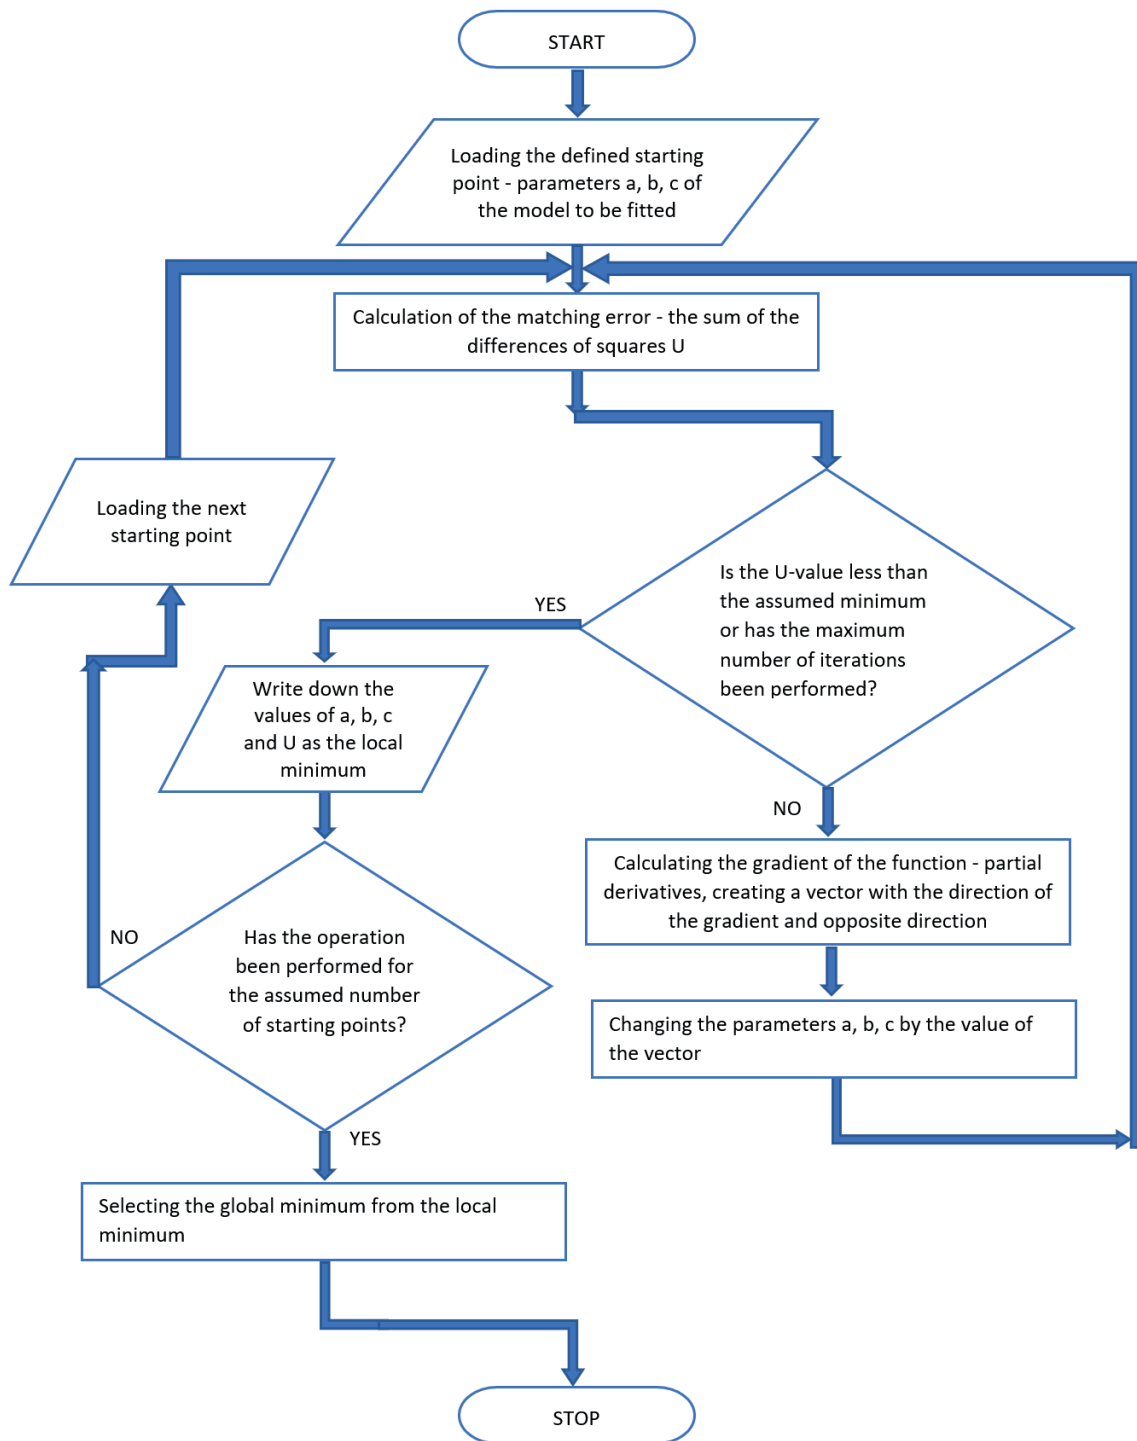 START
Loading the defined starting
point - parameters a, b, c of
the model to be fitted
Calculation of the matching error - the sum of the
differences of squares U
Loading the next
starting point
Is the U-value less than
the assumed minimum
or has the maximum
number of iterations
been performed?
YES
Write down the
values of a, b, c
and U as the local
minimum
NO
Calculating the gradient of the function - partial
derivatives, creating a vector with the direction of
the gradient and opposite direction
NO
Has the operation
been performed for
the assumed number
of starting points?
Changing the parameters a, b, c by the value of
the vector
YES
Selecting the global minimum from the local
minimum
STOP